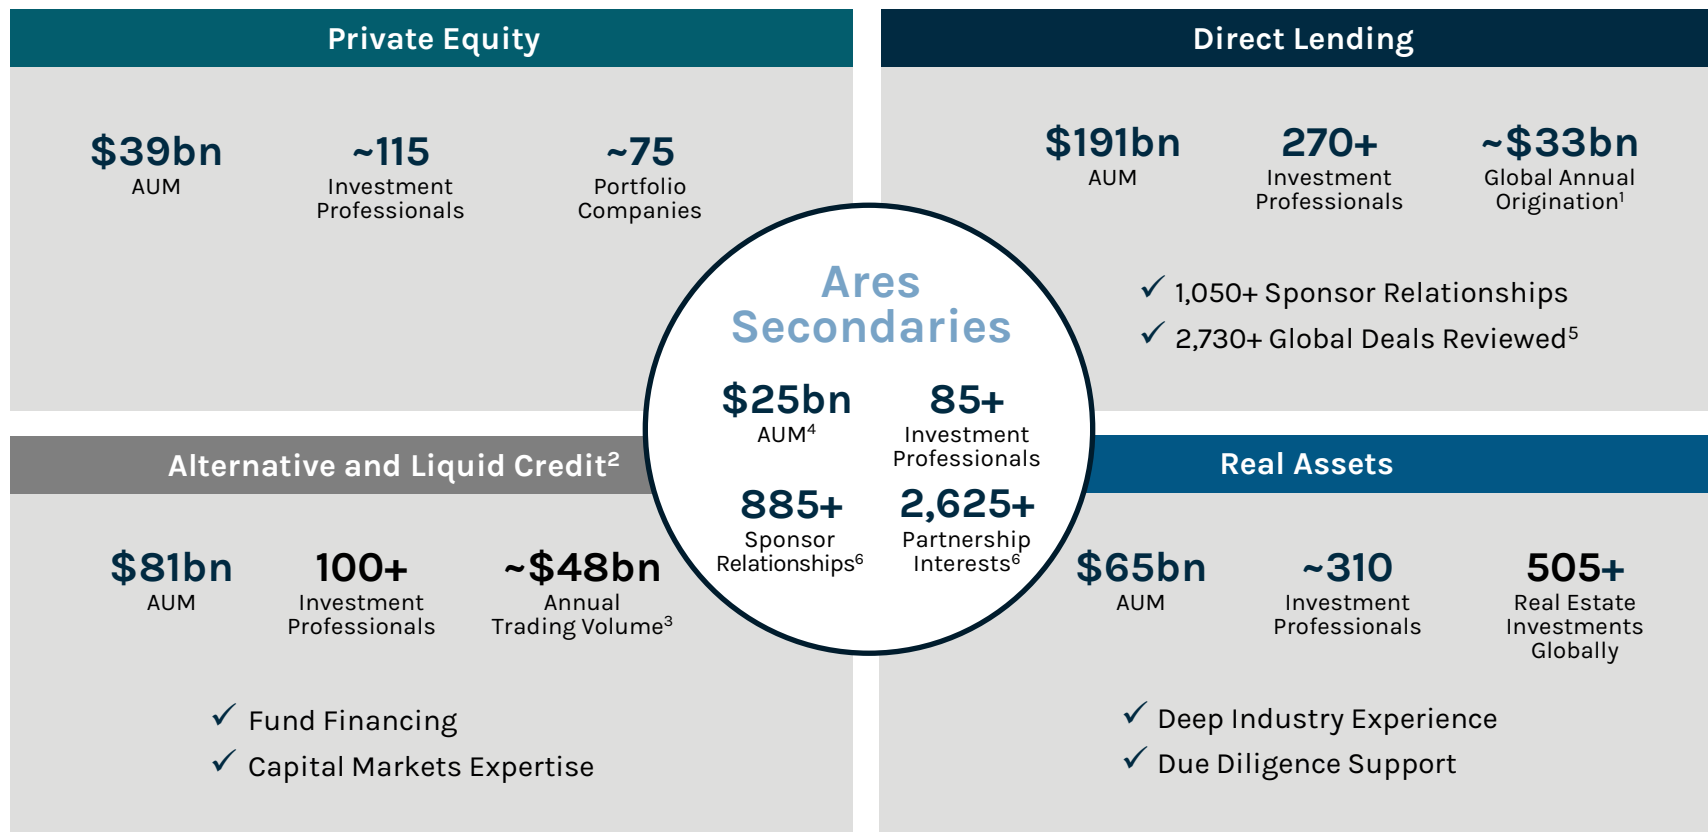 Private Equity
$39bn
AUM
~115
Investment
Professionals
~75
Portfolio
Companies
Direct Lending
$191bn
AUM
270+
Investment
Professionals
~$33bn
Global Annual
Origination¹
✓ 1,050+ Sponsor Relationships
✓ 2,730+ Global Deals Reviewed⁵
Ares
Secondaries
$25bn
AUM⁴
85+
Investment
Professionals
885+
Sponsor
Relationships⁶
2,625+
Partnership
Interests⁶
Alternative and Liquid Credit²
$81bn
AUM
100+
Investment
Professionals
~$48bn
Annual
Trading Volume³
✓ Fund Financing
✓ Capital Markets Expertise
Real Assets
$65bn
AUM
~310
Investment
Professionals
505+
Real Estate
Investments
Globally
✓ Deep Industry Experience
✓ Due Diligence Support